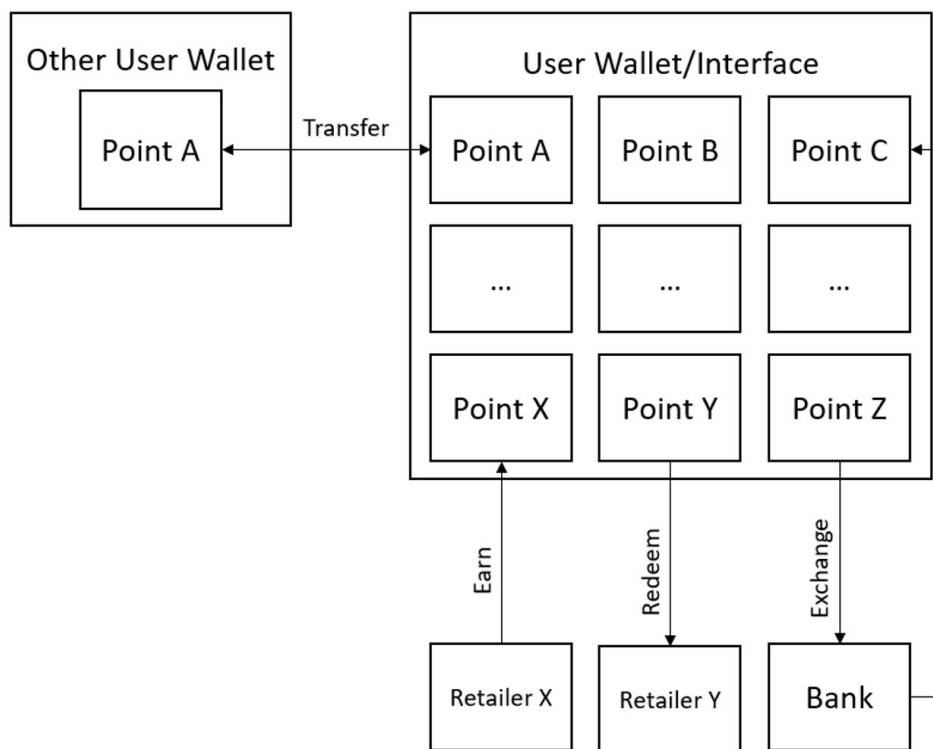 Other User Wallet
User Wallet/Interface
Point A
Transfer
Point A
Point B
Point C
...
...
...
Point X
Point Y
Point Z
Earn
Redeem
Exchange
Retailer X
Retailer Y
Bank